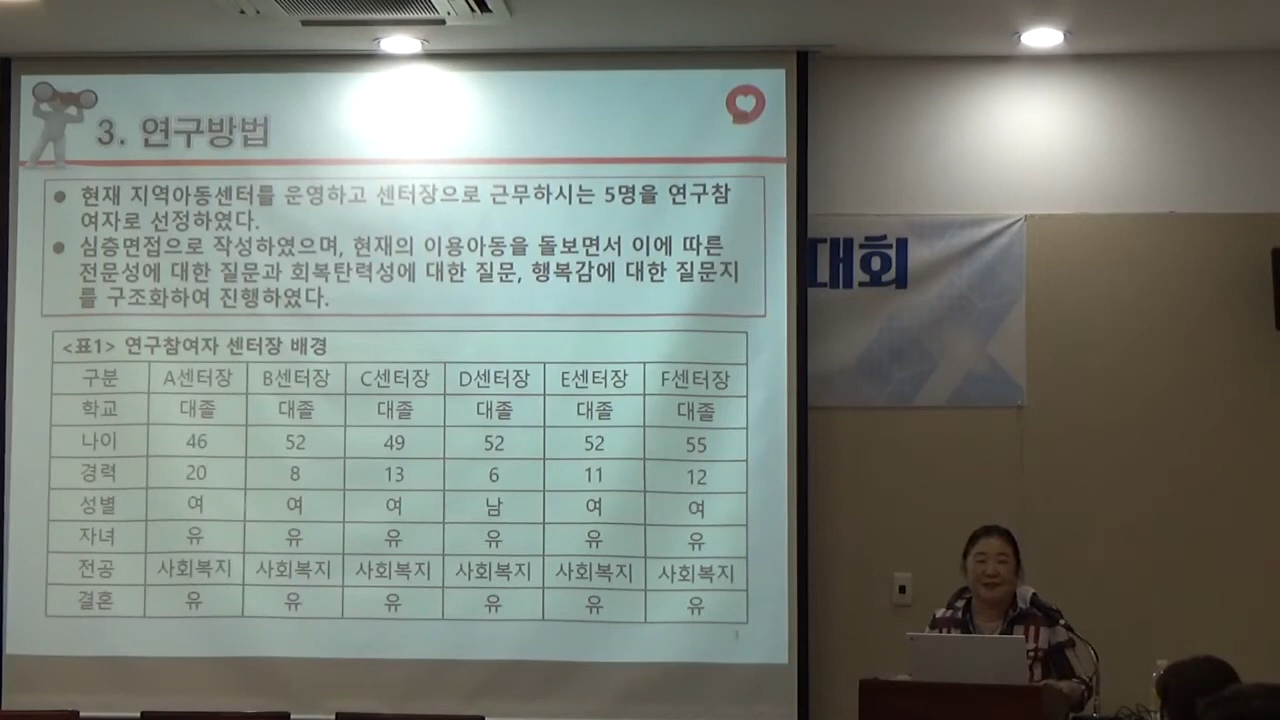 3. 연구방법
현재 지역아동센터를 운영하고 센터장으로 근무하시는 5명을 연구참
여자로 선정하였다.
심층면접으로 작성하였으며, 현재의 이용아동을 돌보면서 이에 따른
전문성에 대한 질문과 회복탄력성에 대한 질문, 행복감에 대한 질문지
를 구조화하여 진행하였다.
<표1> 연구참여자 센터장 배경
구분 A센터장 B센터장 C센터장 D센터장 E센터장 F센터장
학교 대졸 대졸 대졸 대졸 대졸 대졸
나이 46 52 49 52 52 55
경력 20 8 13 6 11 12
성별 여 여 여 남 여 여
자녀 유 유 유 유 유 유
전공 사회복지 사회복지 사회복지 사회복지 사회복지 사회복지
결혼 유 유 유 유 유 유
대회